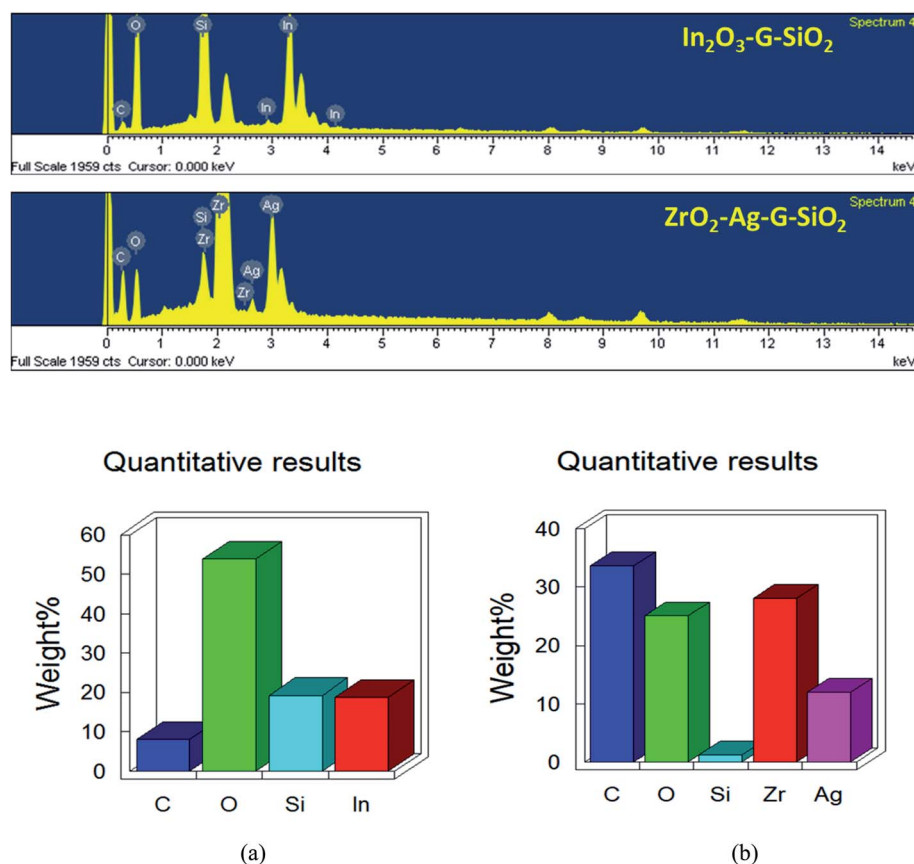 Spectrum 4
In₂O₃-G-SiO₂
C O Si In In In
0 1 2 3 4 5 6 7 8 9 10 11 12 13 14
Full Scale 1959 cts Cursor: 0.000 keV keV
Spectrum 4
ZrO₂-Ag-G-SiO₂
C O Si Zr Zr Zr Ag Ag
0 1 2 3 4 5 6 7 8 9 10 11 12 13 14
Full Scale 1959 cts Cursor: 0.000 keV keV
Quantitative results
Weight%
60
50
40
30
20
10
0
C O Si In
(a)
Quantitative results
Weight%
40
30
20
10
0
C O Si Zr Ag
(b)